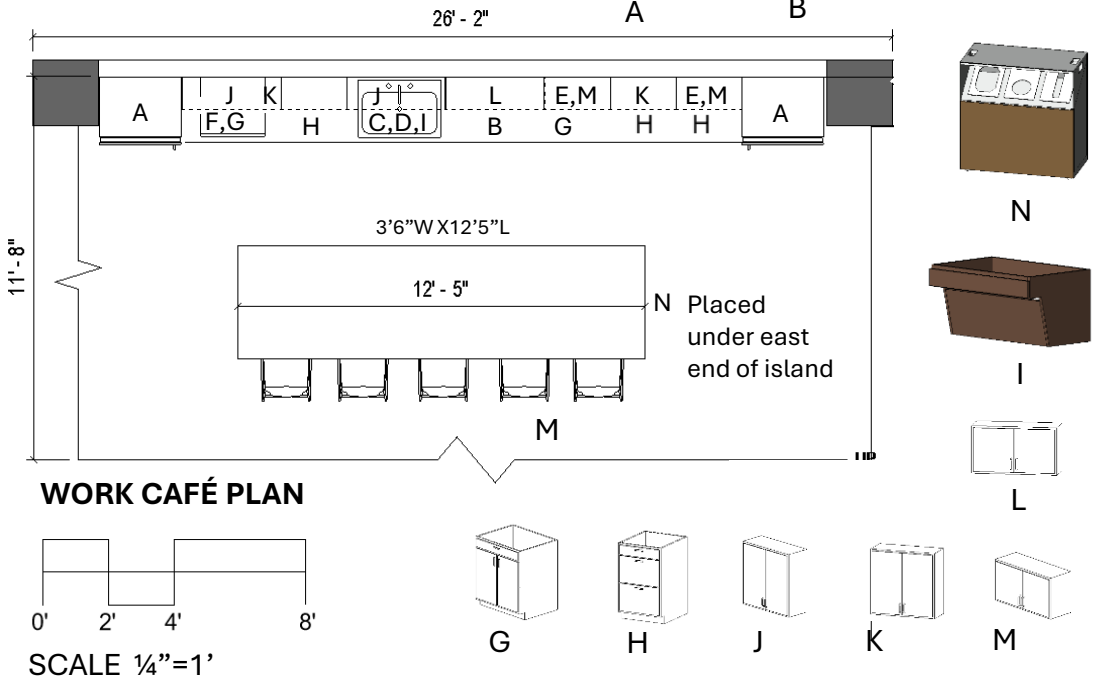 A
B
26' - 2"
J K J L E,M K E,M
A F,G H C,D,I B G H H A
N
11' - 8"
3'6”W X12'5”L
12' - 5"
N Placed
under east
end of island
I
M
L
WORK CAFÉ PLAN
0' 2' 4' 8'
G H J K M
SCALE ¼”=1’